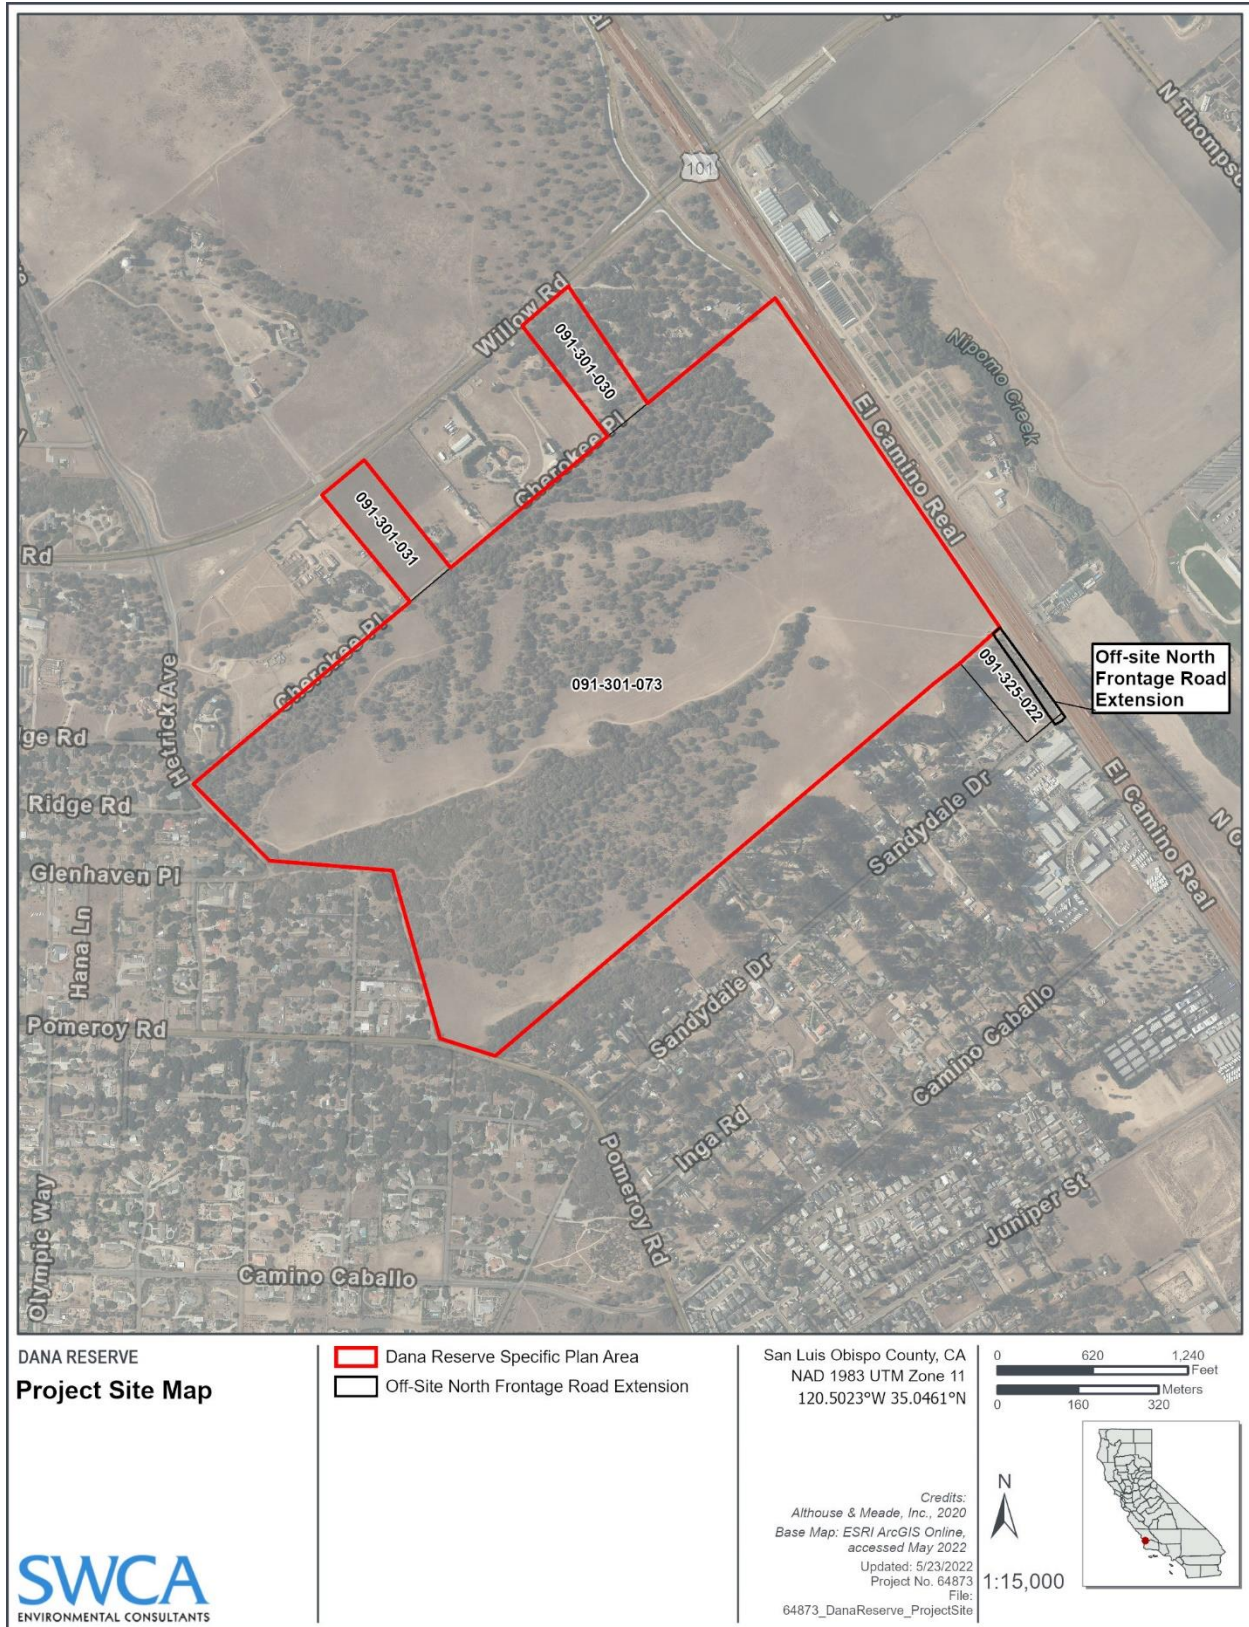 N Thomps
101
Willow Rd
091-301-030
Nipomo Creek
El Camino Real
Cherokee Pl
091-301-031
Rd
091-325-022
Off-site North
Frontage Road
Extension
Cherokee Pl
091-301-073
Hetrick Ave
ge Rd
Ridge Rd
Sandydale Dr
El Camino Real
Glenhaven Pl
Hana Ln
Sandydale Dr
Camino Caballo
Pomeroy Rd
Inga Rd
Pomeroy Rd
Juniper St
Olympic Way
Camino Caballo
DANA RESERVE
Project Site Map
SWCA
ENVIRONMENTAL CONSULTANTS
Dana Reserve Specific Plan Area
Off-Site North Frontage Road Extension
San Luis Obispo County, CA
NAD 1983 UTM Zone 11
120.5023°W 35.0461°N
Credits:
Althouse & Meade, Inc., 2020
Base Map: ESRI ArcGIS Online,
accessed May 2022
Updated: 5/23/2022
Project No. 64873
File:
64873_DanaReserve_ProjectSite
0 620 1,240
Feet
Meters
0 160 320
N
1:15,000